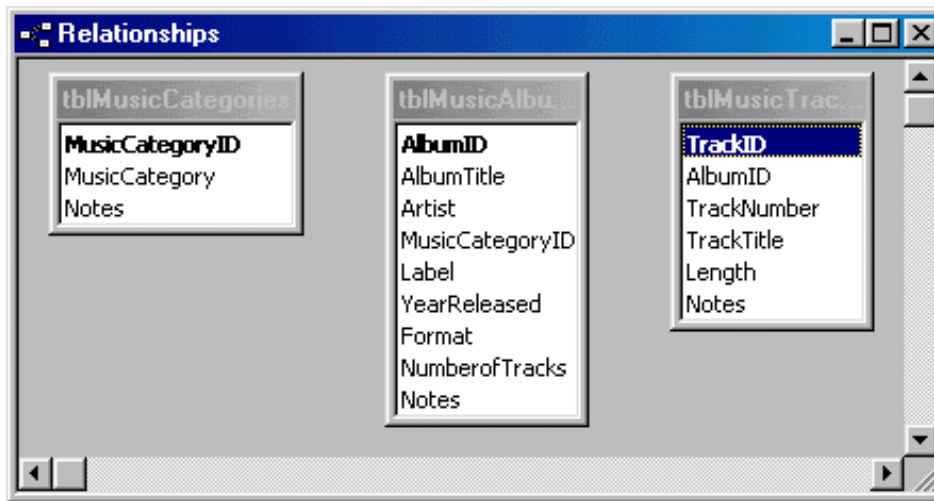 Relationships
tblMusicCategories
MusicCategoryID
MusicCategory
Notes
tblMusicAlbu...
AlbumID
AlbumTitle
Artist
MusicCategoryID
Label
YearReleased
Format
NumberofTracks
Notes
tblMusicTrac...
TrackID
AlbumID
TrackNumber
TrackTitle
Length
Notes